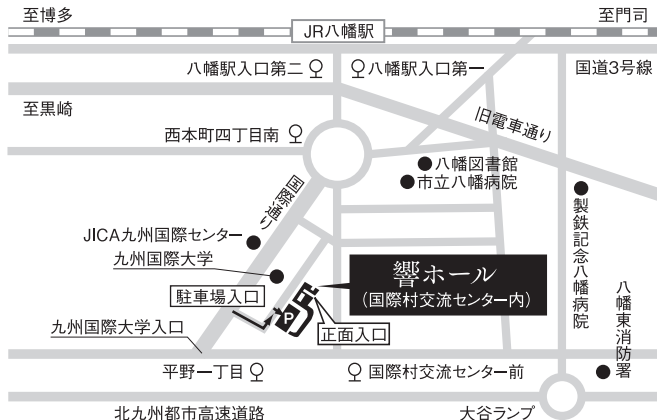 至博多
至門司
JR八幡駅
八幡駅入口第二
八幡駅入口第一
国道3号線
至黒崎
旧電車通り
西本町四丁目南
八幡図書館
市立八幡病院
国際通り
製鉄記念八幡病院
JICA九州国際センター
九州国際大学
響ホール
(国際村交流センター内)
駐車場入口
P
正面入口
九州国際大学入口
八幡東消防署
平野一丁目
国際村交流センター前
北九州都市高速道路
大谷ランプ